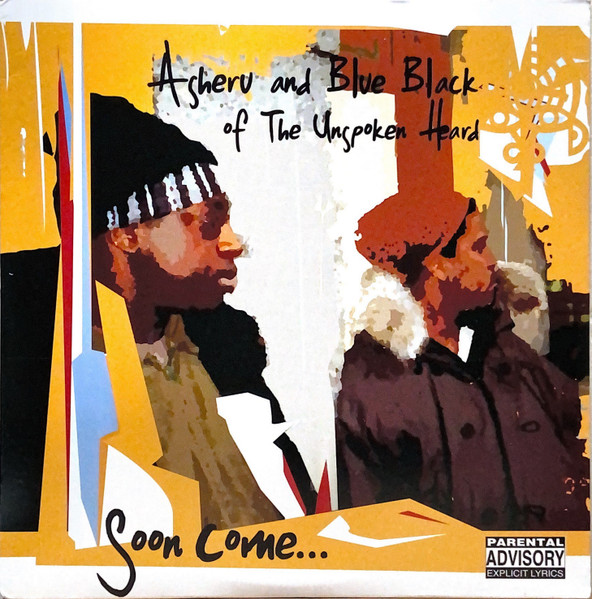 Asheru and Blue Black
of The Unspoken Heard
Soon Come...
PARENTAL
ADVISORY
EXPLICIT LYRICS